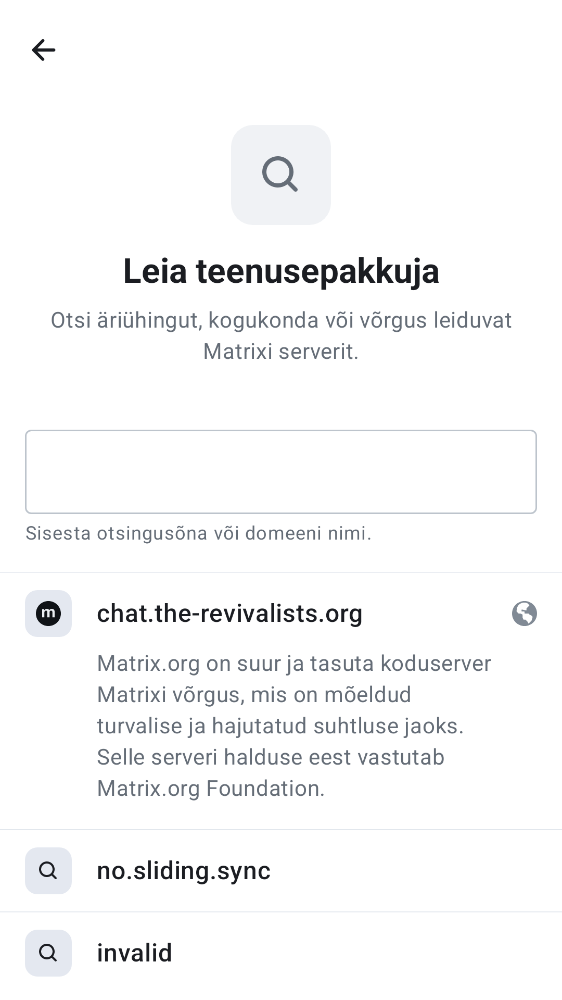 Leia teenusepakkuja
Otsi äriühingut, kogukonda või võrgus leiduvat
Matrixi serverit.
Sisesta otsingusõna või domeeni nimi.
m
chat.the-revivalists.org
Matrix.org on suur ja tasuta koduserver
Matrixi võrgus, mis on mõeldud
turvalise ja hajutatud suhtluse jaoks.
Selle serveri halduse eest vastutab
Matrix.org Foundation.
no.sliding.sync
invalid